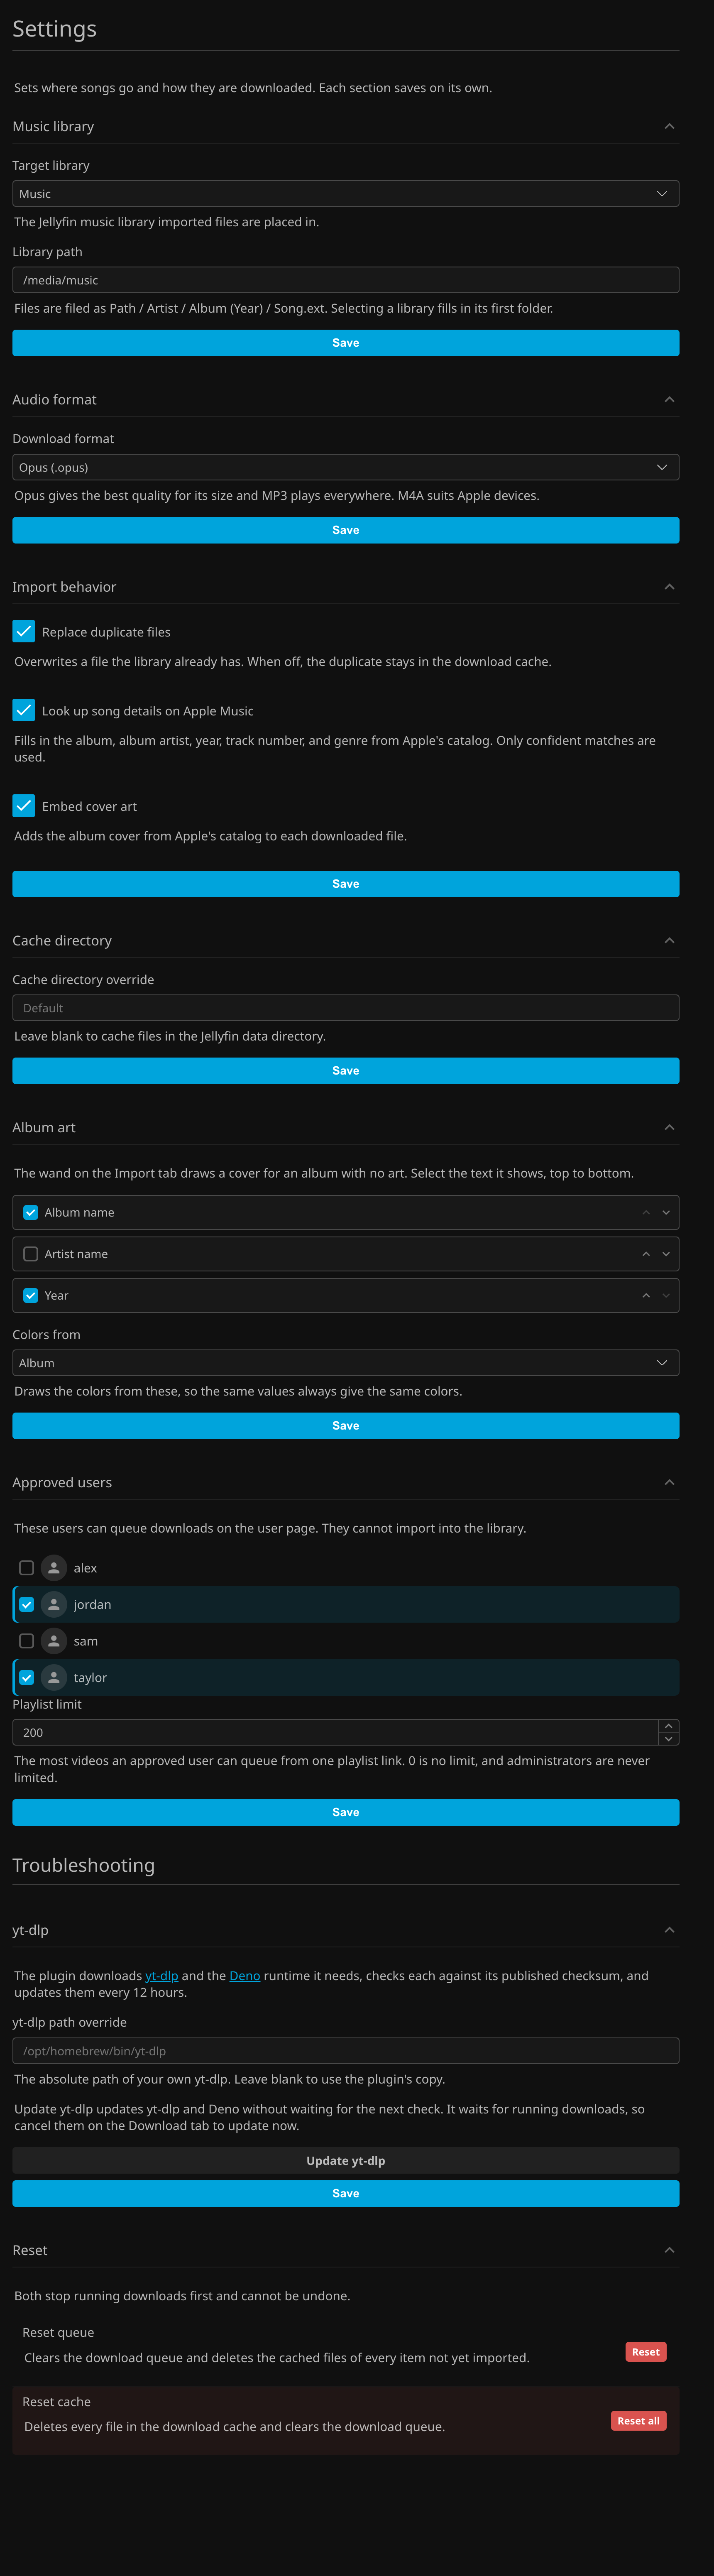 Settings
Sets where songs go and how they are downloaded. Each section saves on its own.
Music library
Target library
Music
The Jellyfin music library imported files are placed in.
Library path
/media/music
Files are filed as Path / Artist / Album (Year) / Song.ext. Selecting a library fills in its first folder.
Save
Audio format
Download format
Opus (.opus)
Opus gives the best quality for its size and MP3 plays everywhere. M4A suits Apple devices.
Save
Import behavior
Replace duplicate files
Overwrites a file the library already has. When off, the duplicate stays in the download cache.
Look up song details on Apple Music
Fills in the album, album artist, year, track number, and genre from Apple's catalog. Only confident matches are
used.
Embed cover art
Adds the album cover from Apple's catalog to each downloaded file.
Save
Cache directory
Cache directory override
Default
Leave blank to cache files in the Jellyfin data directory.
Save
Album art
The wand on the Import tab draws a cover for an album with no art. Select the text it shows, top to bottom.
Album name
Artist name
Year
Colors from
Album
Draws the colors from these, so the same values always give the same colors.
Save
Approved users
These users can queue downloads on the user page. They cannot import into the library.
alex
jordan
sam
taylor
Playlist limit
200
The most videos an approved user can queue from one playlist link. 0 is no limit, and administrators are never
limited.
Save
Troubleshooting
yt-dlp
The plugin downloads yt-dlp and the Deno runtime it needs, checks each against its published checksum, and
updates them every 12 hours.
yt-dlp path override
/opt/homebrew/bin/yt-dlp
The absolute path of your own yt-dlp. Leave blank to use the plugin's copy.
Update yt-dlp updates yt-dlp and Deno without waiting for the next check. It waits for running downloads, so
cancel them on the Download tab to update now.
Update yt-dlp
Save
Reset
Both stop running downloads first and cannot be undone.
Reset queue
Clears the download queue and deletes the cached files of every item not yet imported.
Reset
Reset cache
Deletes every file in the download cache and clears the download queue.
Reset all